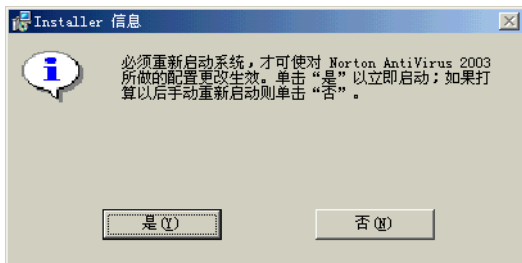 Installer 信息
必须重新启动系统，才可使对 Norton AntiVirus 2003
所做的配置更改生效。单击“是”以立即启动；如果打
算以后手动重新启动则单击“否”。
是(Y)
否(N)